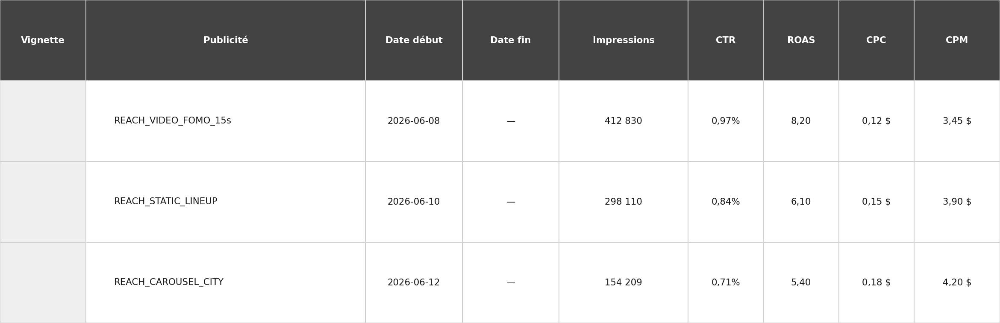 Vignette Publicité Date début Date fin Impressions CTR ROAS CPC CPM
REACH_VIDEO_FOMO_15s 2026-06-08 — 412 830 0,97% 8,20 0,12 $ 3,45 $
REACH_STATIC_LINEUP 2026-06-10 — 298 110 0,84% 6,10 0,15 $ 3,90 $
REACH_CAROUSEL_CITY 2026-06-12 — 154 209 0,71% 5,40 0,18 $ 4,20 $